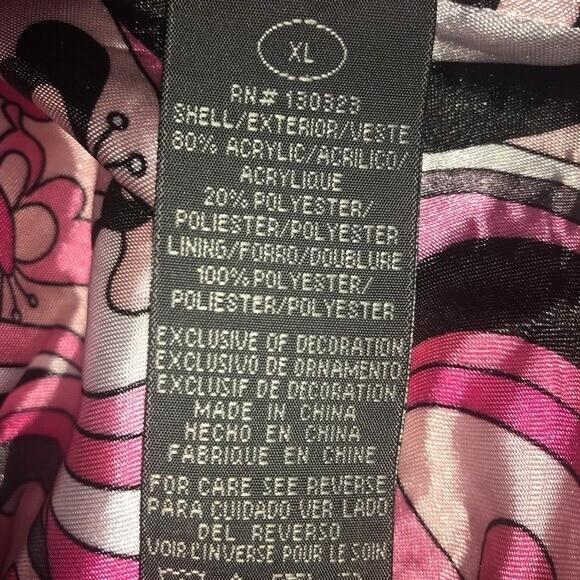 XL
RN# 130323
SHELL/EXTERIOR/VESTE
80% ACRYLIC/ACRILICO/
ACRYLIQUE
20% POLYESTER/
POLIESTER/POLYESTER
LINING/FORRO/DOUBLURE
100% POLYESTER/
POLIESTER/POLYESTER
EXCLUSIVE OF DECORATION
EXCLUSIVO DE ORNAMENTO
EXCLUSIF DE DECORATION
MADE IN CHINA
HECHO EN CHINA
FABRIQUE EN CHINE
FOR CARE SEE REVERSE
PARA CUIDADO VER LADO
DEL REVERSO
VOIR L'INVERSE POUR LE SOIN